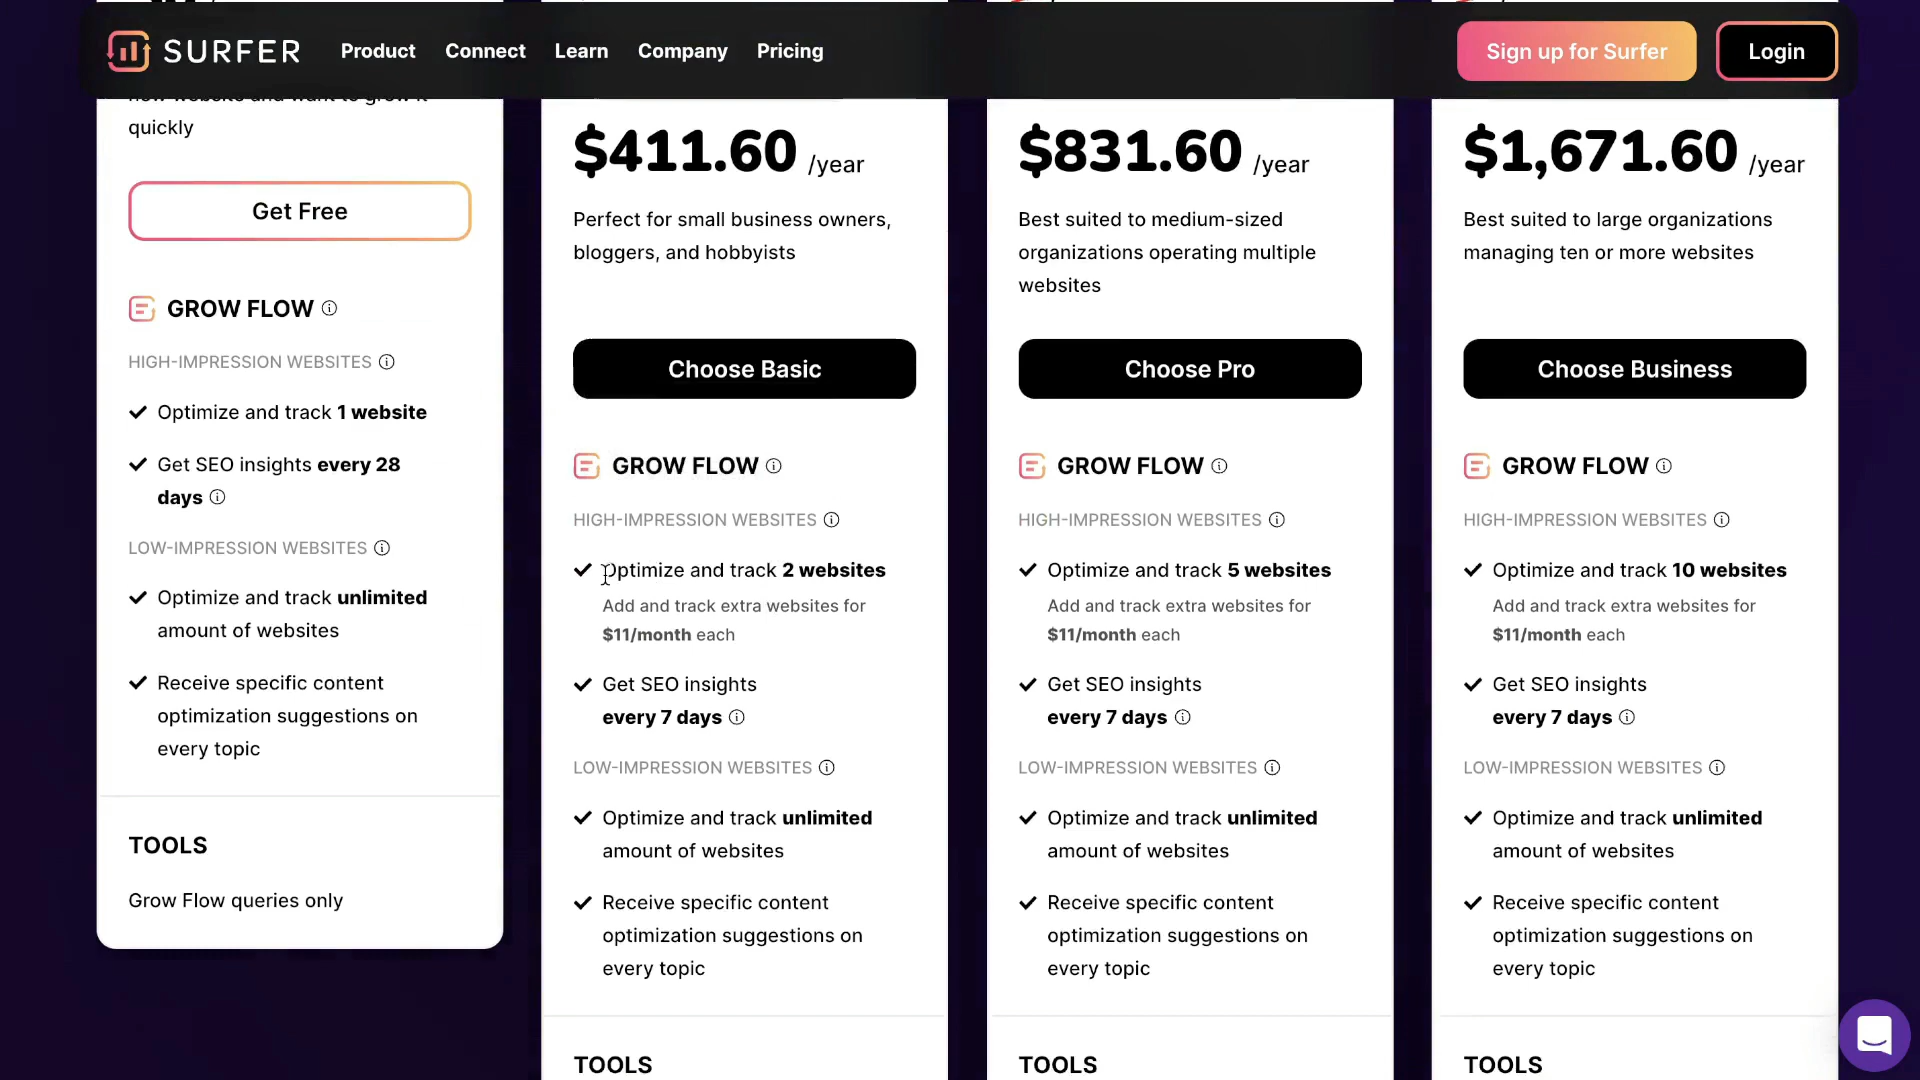 SURFER
Product
Connect
Learn
Company
Pricing
Sign up for Surfer
Login
quickly
Get Free
GROW FLOW
HIGH-IMPRESSION WEBSITES
Optimize and track 1 website
Get SEO insights every 28
days
LOW-IMPRESSION WEBSITES
Optimize and track unlimited
amount of websites
Receive specific content
optimization suggestions on
every topic
TOOLS
Grow Flow queries only
$411.60 /year
Perfect for small business owners,
bloggers, and hobbyists
Choose Basic
GROW FLOW
HIGH-IMPRESSION WEBSITES
Optimize and track 2 websites
Add and track extra websites for
$11/month each
Get SEO insights
every 7 days
LOW-IMPRESSION WEBSITES
Optimize and track unlimited
amount of websites
Receive specific content
optimization suggestions on
every topic
TOOLS
$831.60 /year
Best suited to medium-sized
organizations operating multiple
websites
Choose Pro
GROW FLOW
HIGH-IMPRESSION WEBSITES
Optimize and track 5 websites
Add and track extra websites for
$11/month each
Get SEO insights
every 7 days
LOW-IMPRESSION WEBSITES
Optimize and track unlimited
amount of websites
Receive specific content
optimization suggestions on
every topic
TOOLS
$1,671.60 /year
Best suited to large organizations
managing ten or more websites
Choose Business
GROW FLOW
HIGH-IMPRESSION WEBSITES
Optimize and track 10 websites
Add and track extra websites for
$11/month each
Get SEO insights
every 7 days
LOW-IMPRESSION WEBSITES
Optimize and track unlimited
amount of websites
Receive specific content
optimization suggestions on
every topic
TOOLS